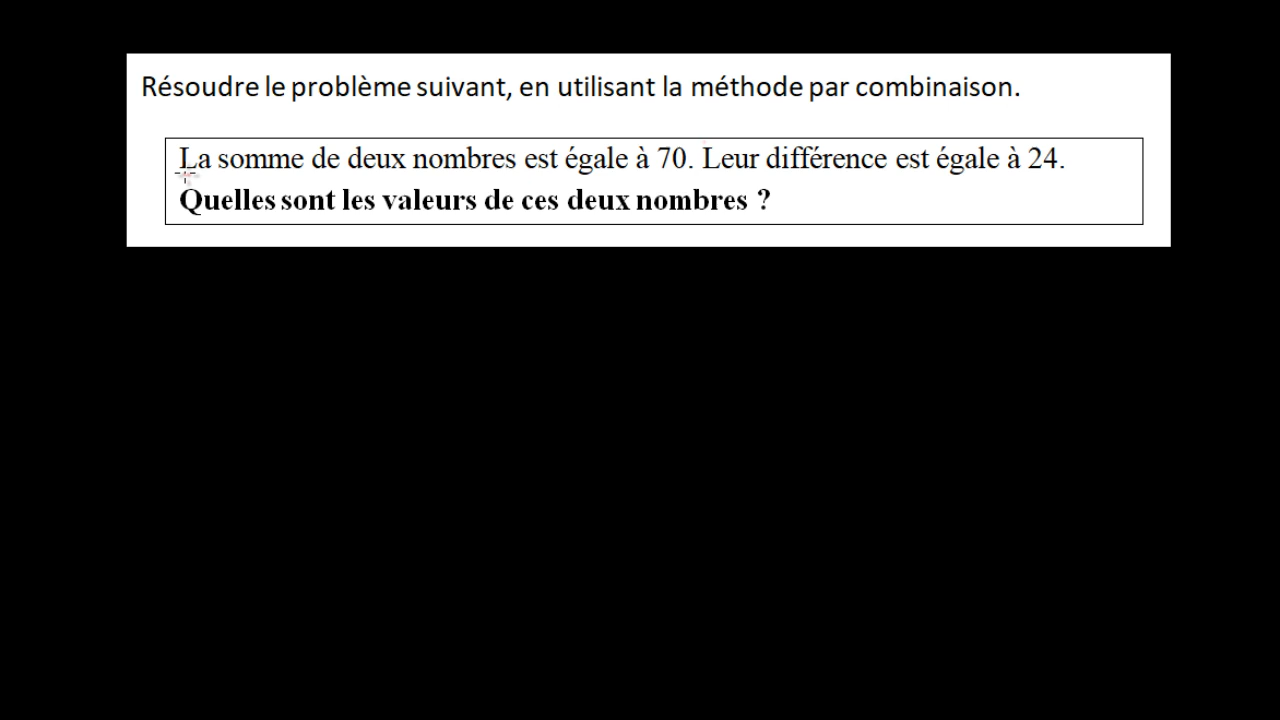 Résoudre le problème suivant, en utilisant la méthode par combinaison.
La somme de deux nombres est égale à 70. Leur différence est égale à 24.
Quelles sont les valeurs de ces deux nombres ?